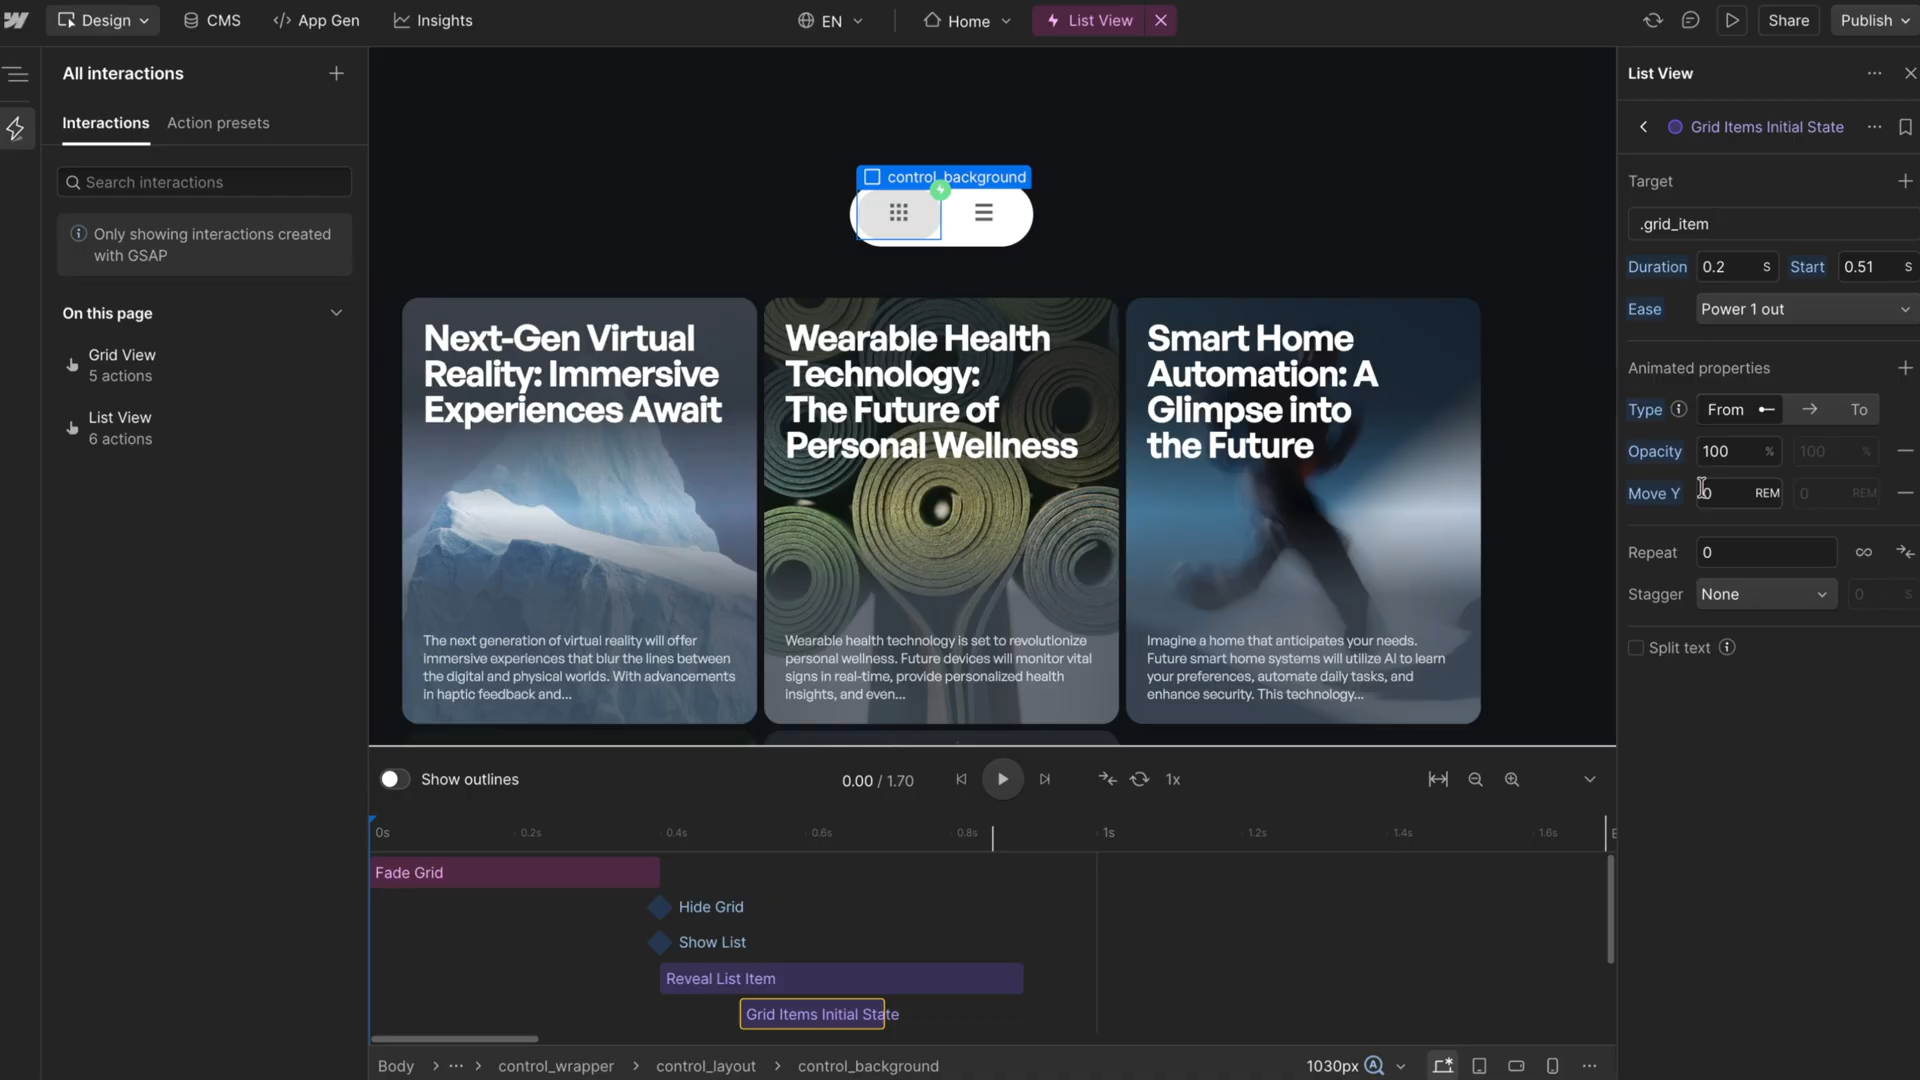 Design
CMS
App Gen
Insights
EN
Home
List View
Share
Publish
All interactions
Interactions
Action presets
Search interactions
Only showing interactions created
with GSAP
On this page
Grid View
5 actions
List View
6 actions
control_background
Next-Gen Virtual
Reality: Immersive
Experiences Await
The next generation of virtual reality will offer
immersive experiences that blur the lines between
the digital and physical worlds. With advancements
in haptic feedback and...
Wearable Health
Technology:
The Future of
Personal Wellness
Wearable health technology is set to revolutionize
personal wellness. Future devices will monitor vital
signs in real-time, provide personalized health
insights, and even...
Smart Home
Automation: A
Glimpse into
the Future
Imagine a home that anticipates your needs.
Future smart home systems will utilize AI to learn
your preferences, automate daily tasks, and
enhance security. This technology...
Show outlines
0.00 / 1.70
1x
0s
0.2s
0.4s
0.6s
0.8s
1s
1.2s
1.4s
1.6s
Fade Grid
Hide Grid
Show List
Reveal List Item
Grid Items Initial State
Body
control_wrapper
control_layout
control_background
1030px
List View
Grid Items Initial State
Target
.grid_item
Duration 0.2 S Start 0.51 S
Ease Power 1 out
Animated properties
Type From To
Opacity 100 % 100 %
Move Y 0 REM 0 REM
Repeat 0
Stagger None 0 S
Split text